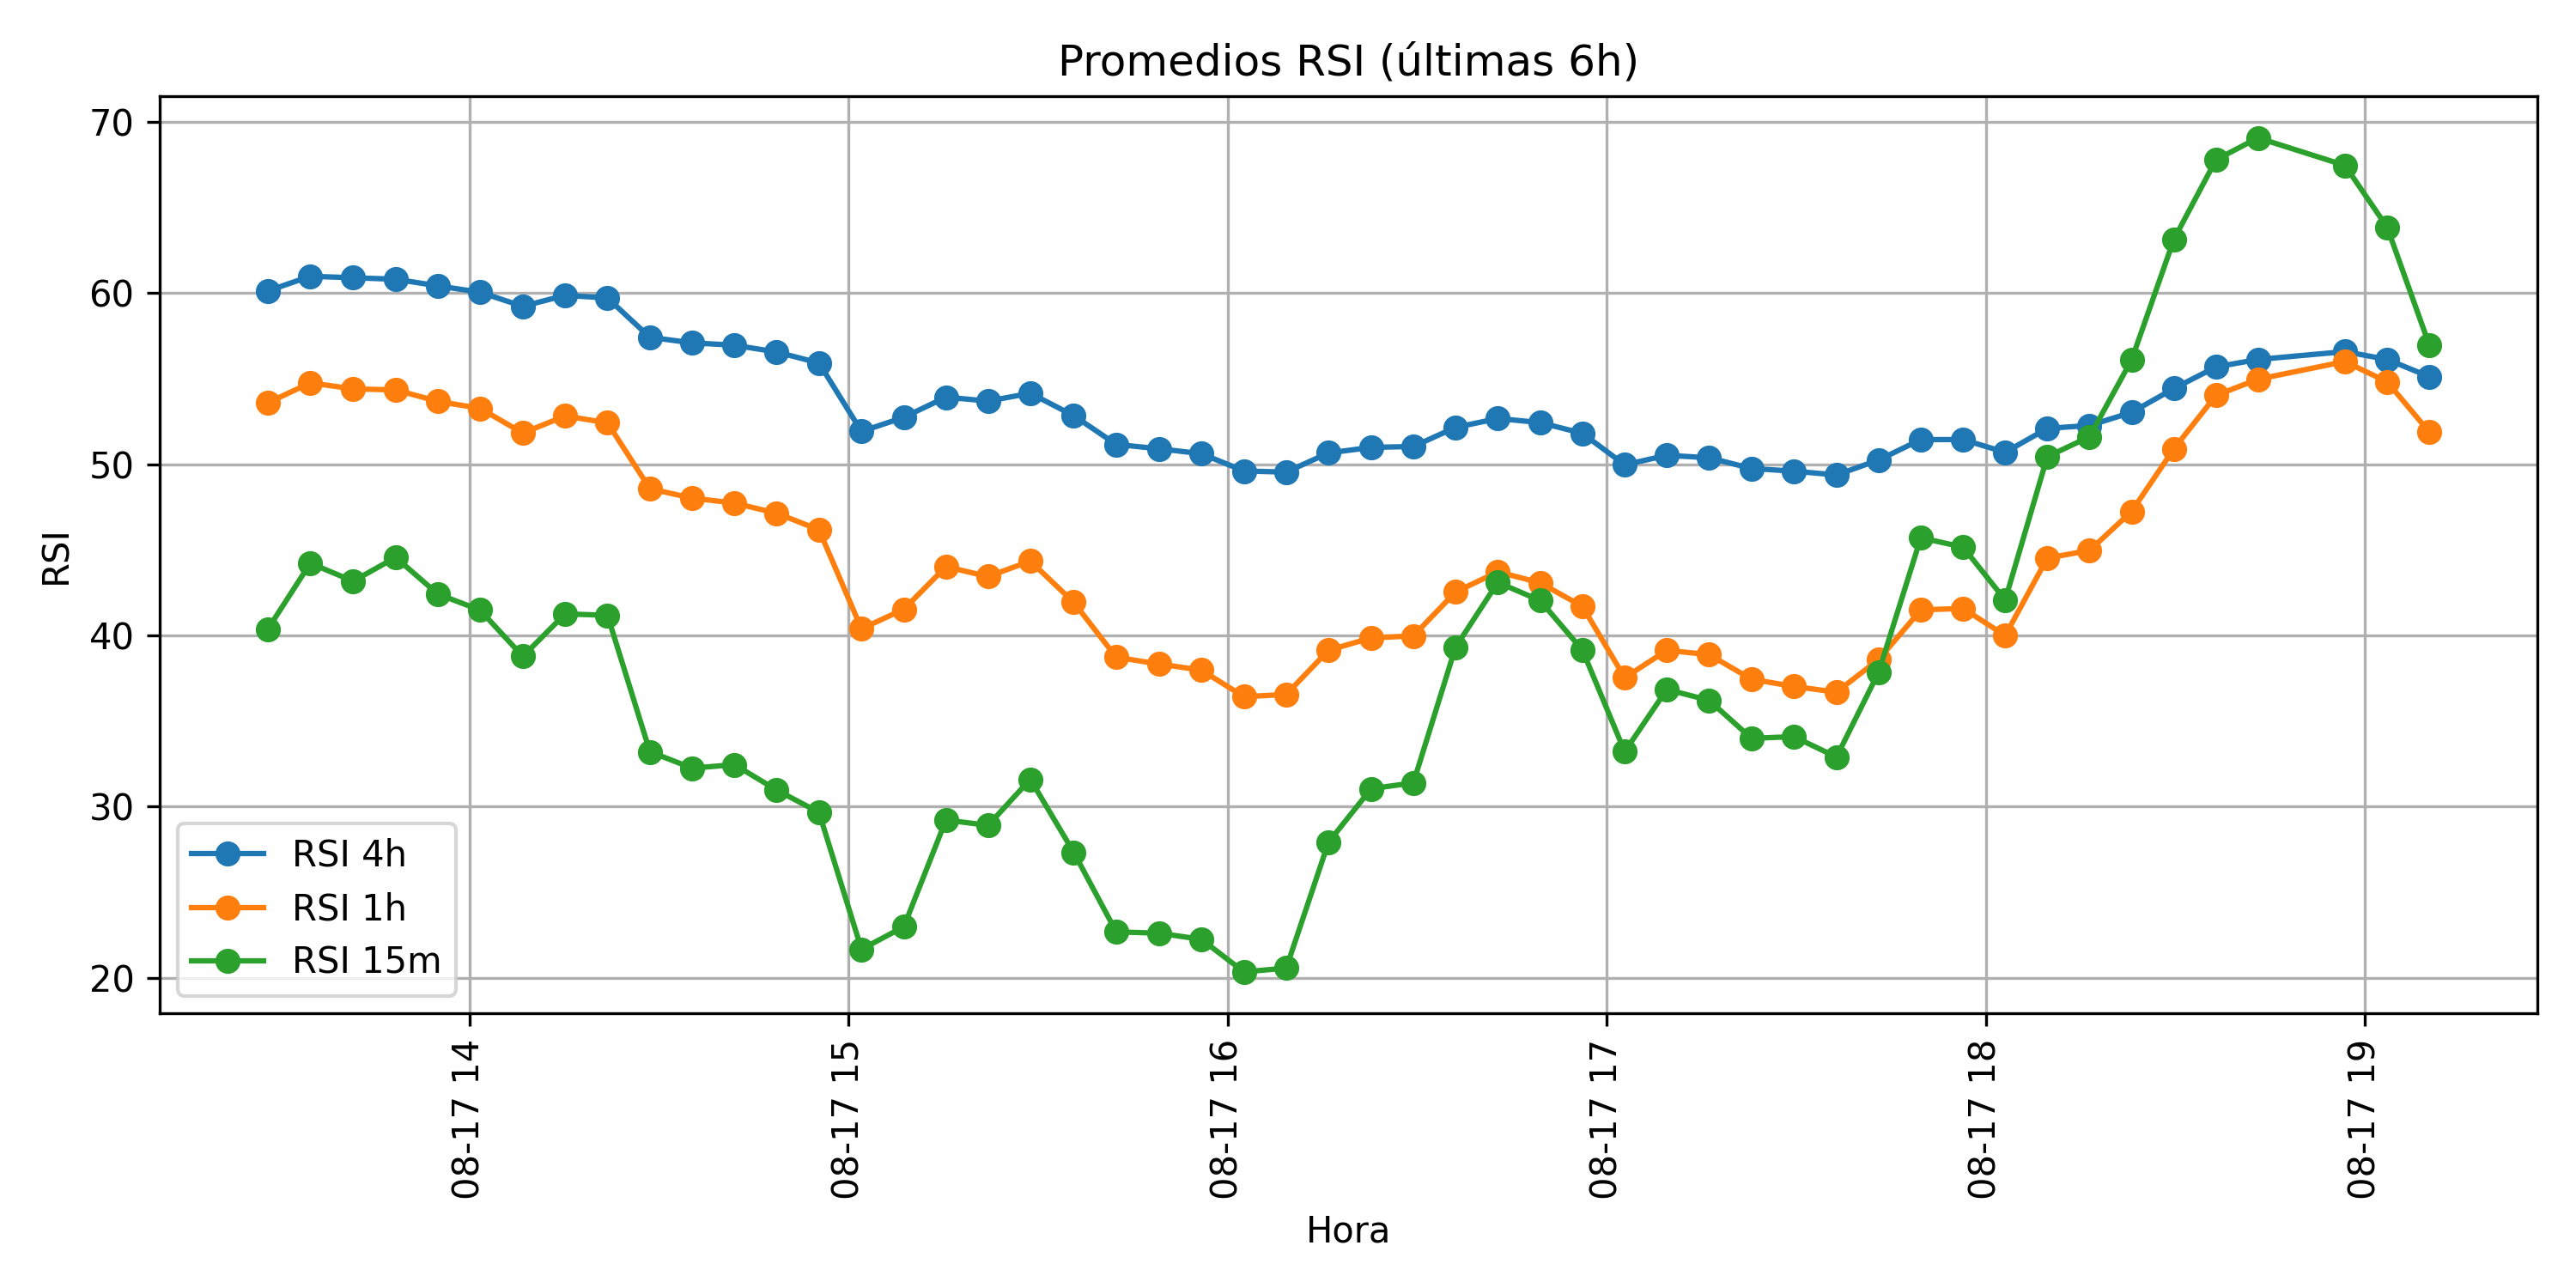 Promedios RSI (últimas 6h)
RSI
70
60
50
40
30
20
RSI 4h
RSI 1h
RSI 15m
08-17 14
08-17 15
08-17 16
08-17 17
08-17 18
08-17 19
Hora